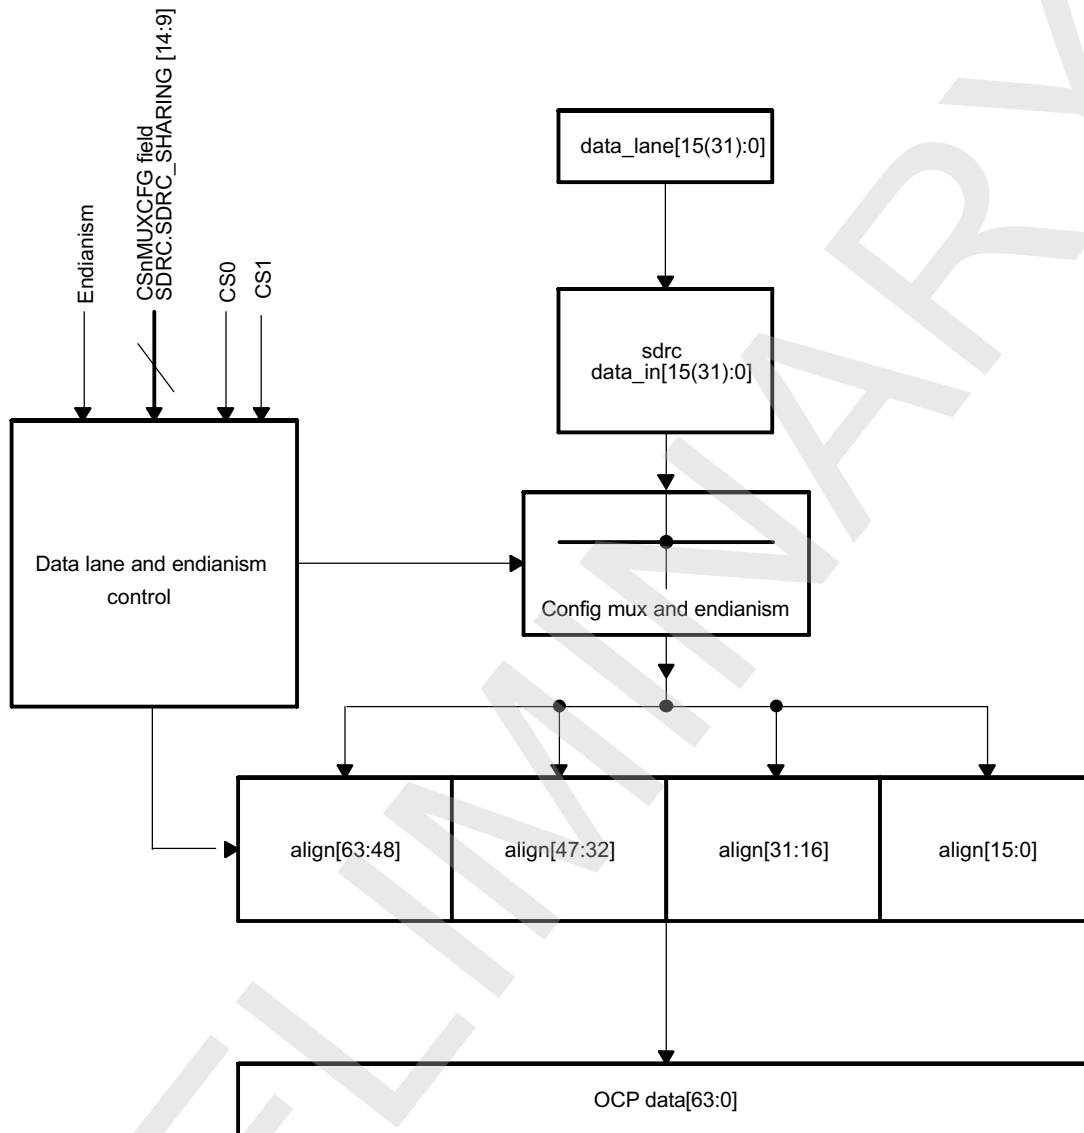 CSnMUXCFG field
SDRC.SDRC_SHARING [14:9]
Endianism
CS0
CS1
data_lane[15(31):0]
sdrc
data_in[15(31):0]
Data lane and endianism
control
Config mux and endianism
align[63:48]
align[47:32]
align[31:16]
align[15:0]
OCP data[63:0]
ELIMINARY